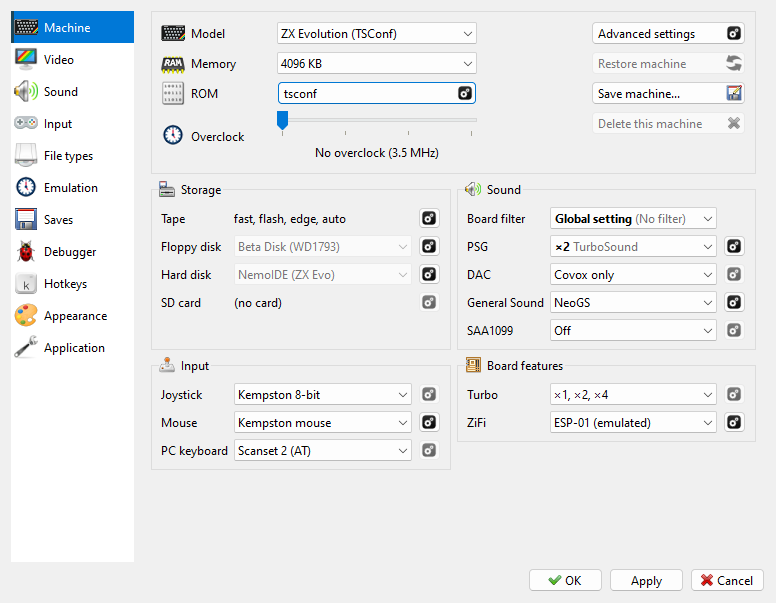 Machine
Video
Sound
Input
File types
Emulation
Saves
Debugger
k Hotkeys
Appearance
Application
Model ZX Evolution (TSConf) Advanced settings
RAM Memory 4096 KB Restore machine
ROM tsconf Save machine...
Overclock Delete this machine
No overclock (3.5 MHz)
Storage
Tape fast, flash, edge, auto
Floppy disk Beta Disk (WD1793)
Hard disk NemoIDE (ZX Evo)
SD card (no card)
Sound
Board filter Global setting (No filter)
PSG ×2 TurboSound
DAC Covox only
General Sound NeoGS
SAA1099 Off
Input
Joystick Kempston 8-bit
Mouse Kempston mouse
PC keyboard Scanset 2 (AT)
Board features
Turbo ×1, ×2, ×4
ZiFi ESP-01 (emulated)
OK Apply Cancel